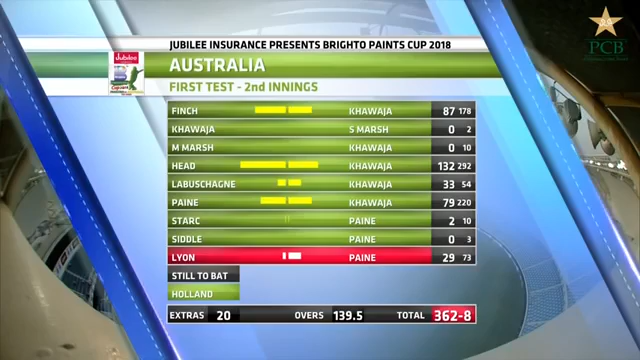 PCB
JUBILEE INSURANCE PRESENTS BRIGHTO PAINTS CUP 2018
Jubilee
AUSTRALIA
FIRST TEST - 2nd INNINGS
FINCH KHAWAJA 87 178
KHAWAJA S MARSH 0 2
M MARSH KHAWAJA 0 10
HEAD KHAWAJA 132 292
LABUSCHAGNE KHAWAJA 33 54
PAINE KHAWAJA 79 220
STARC PAINE 2 10
SIDDLE PAINE 0 3
LYON PAINE 29 73
STILL TO BAT
HOLLAND
EXTRAS 20 OVERS 139.5 TOTAL 362-8